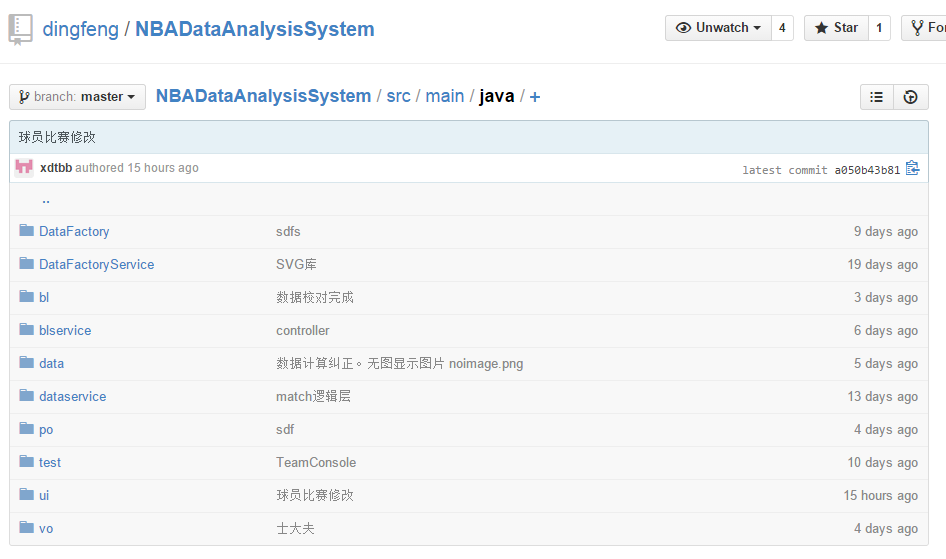 dingfeng / NBADataAnalysisSystem
Unwatch 4 Star 1 For
branch: master NBADataAnalysisSystem / src / main / java / +
球员比赛修改
xdtbb authored 15 hours ago latest commit a050b43b81
..
DataFactory sdfs 9 days ago
DataFactoryService SVG库 19 days ago
bl 数据校对完成 3 days ago
blservice controller 6 days ago
data 数据计算纠正。无图显示图片 noimage.png 5 days ago
dataservice match逻辑层 13 days ago
po sdf 4 days ago
test TeamConsole 10 days ago
ui 球员比赛修改 15 hours ago
vo 士大夫 4 days ago